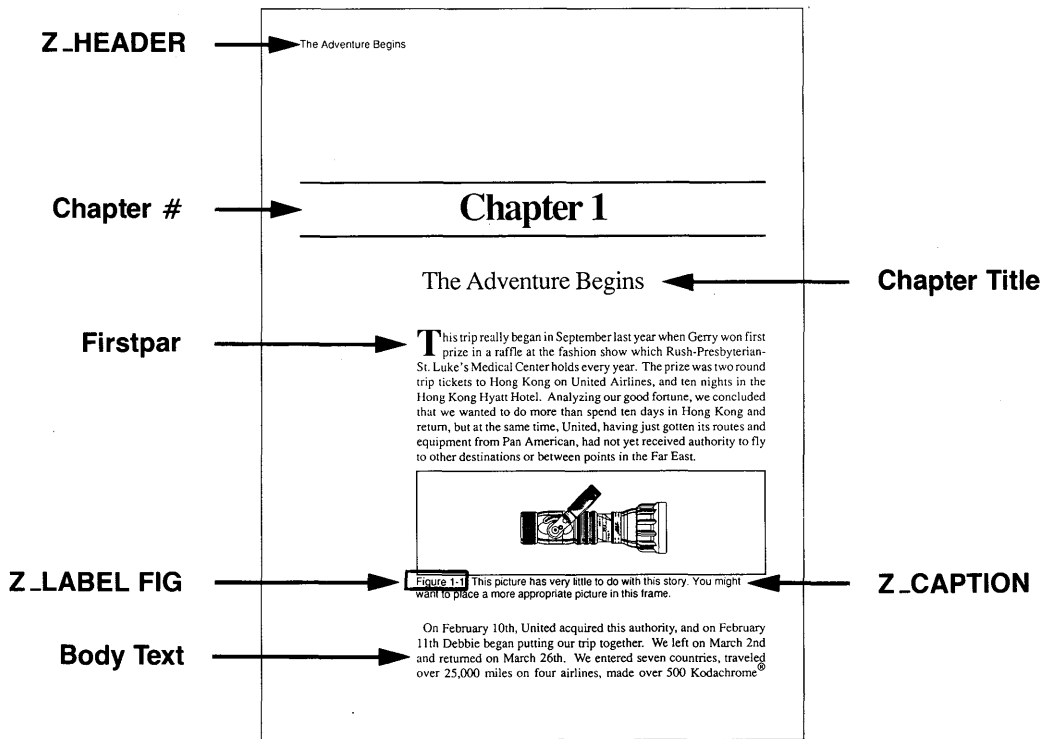 Z_HEADER
The Adventure Begins
Chapter #
Chapter 1
The Adventure Begins
Chapter Title
Firstpar
This trip really began in September last year when Gerry won first
prize in a raffle at the fashion show which Rush-Presbyterian-
St. Luke's Medical Center holds every year. The prize was two round
trip tickets to Hong Kong on United Airlines, and ten nights in the
Hong Kong Hyatt Hotel. Analyzing our good fortune, we concluded
that we wanted to do more than spend ten days in Hong Kong and
return, but at the same time, United, having just gotten its routes and
equipment from Pan American, had not yet received authority to fly
to other destinations or between points in the Far East.
Z_LABEL FIG
Figure 1-1 This picture has very little to do with this story. You might
want to place a more appropriate picture in this frame.
Z_CAPTION
Body Text
On February 10th, United acquired this authority, and on February
11th Debbie began putting our trip together. We left on March 2nd
and returned on March 26th. We entered seven countries, traveled
over 25,000 miles on four airlines, made over 500 Kodachrome®